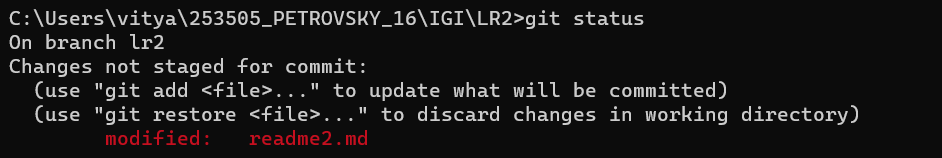 C:\Users\vitya\253505_PETROVSKY_16\IGI\LR2>git status
On branch lr2
Changes not staged for commit:
  (use "git add <file>..." to update what will be committed)
  (use "git restore <file>..." to discard changes in working directory)
        modified:   readme2.md